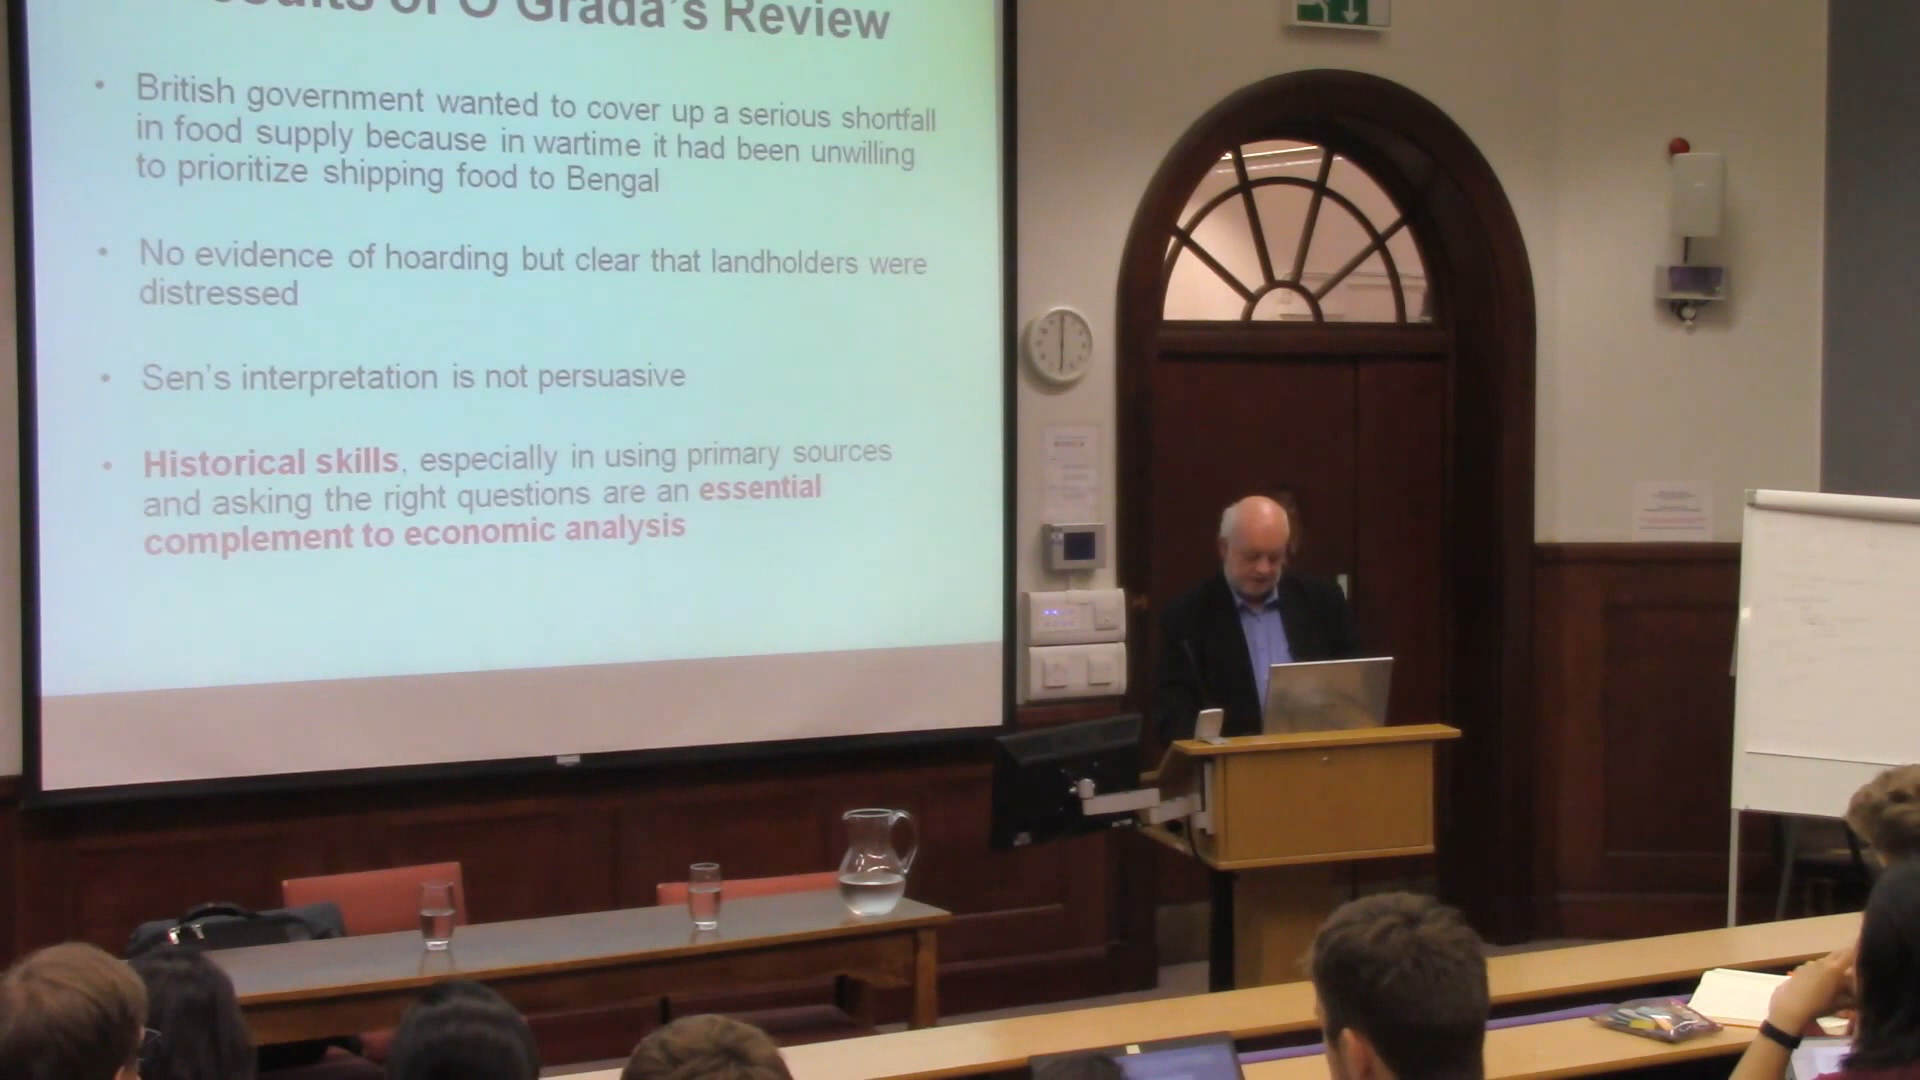 of Ó Gráda's Review
• British government wanted to cover up a serious shortfall
in food supply because in wartime it had been unwilling
to prioritize shipping food to Bengal
• No evidence of hoarding but clear that landholders were
distressed
• Sen's interpretation is not persuasive
• Historical skills, especially in using primary sources
and asking the right questions are an essential
complement to economic analysis